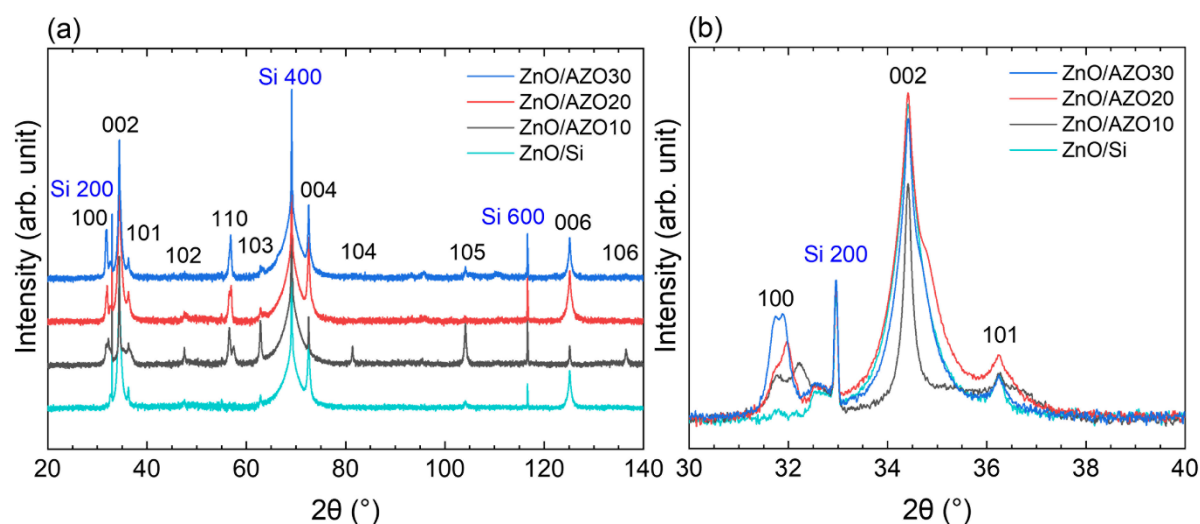 (a)
Si 400
ZnO/AZO30
ZnO/AZO20
ZnO/AZO10
ZnO/Si
002
Si 200
100
101
102
110
103
004
104
105
Si 600
006
106
Intensity (arb. unit)
20 40 60 80 100 120 140
2θ (°)
(b)
002
ZnO/AZO30
ZnO/AZO20
ZnO/AZO10
ZnO/Si
Si 200
100
101
Intensity (arb. unit)
30 32 34 36 38 40
2θ (°)